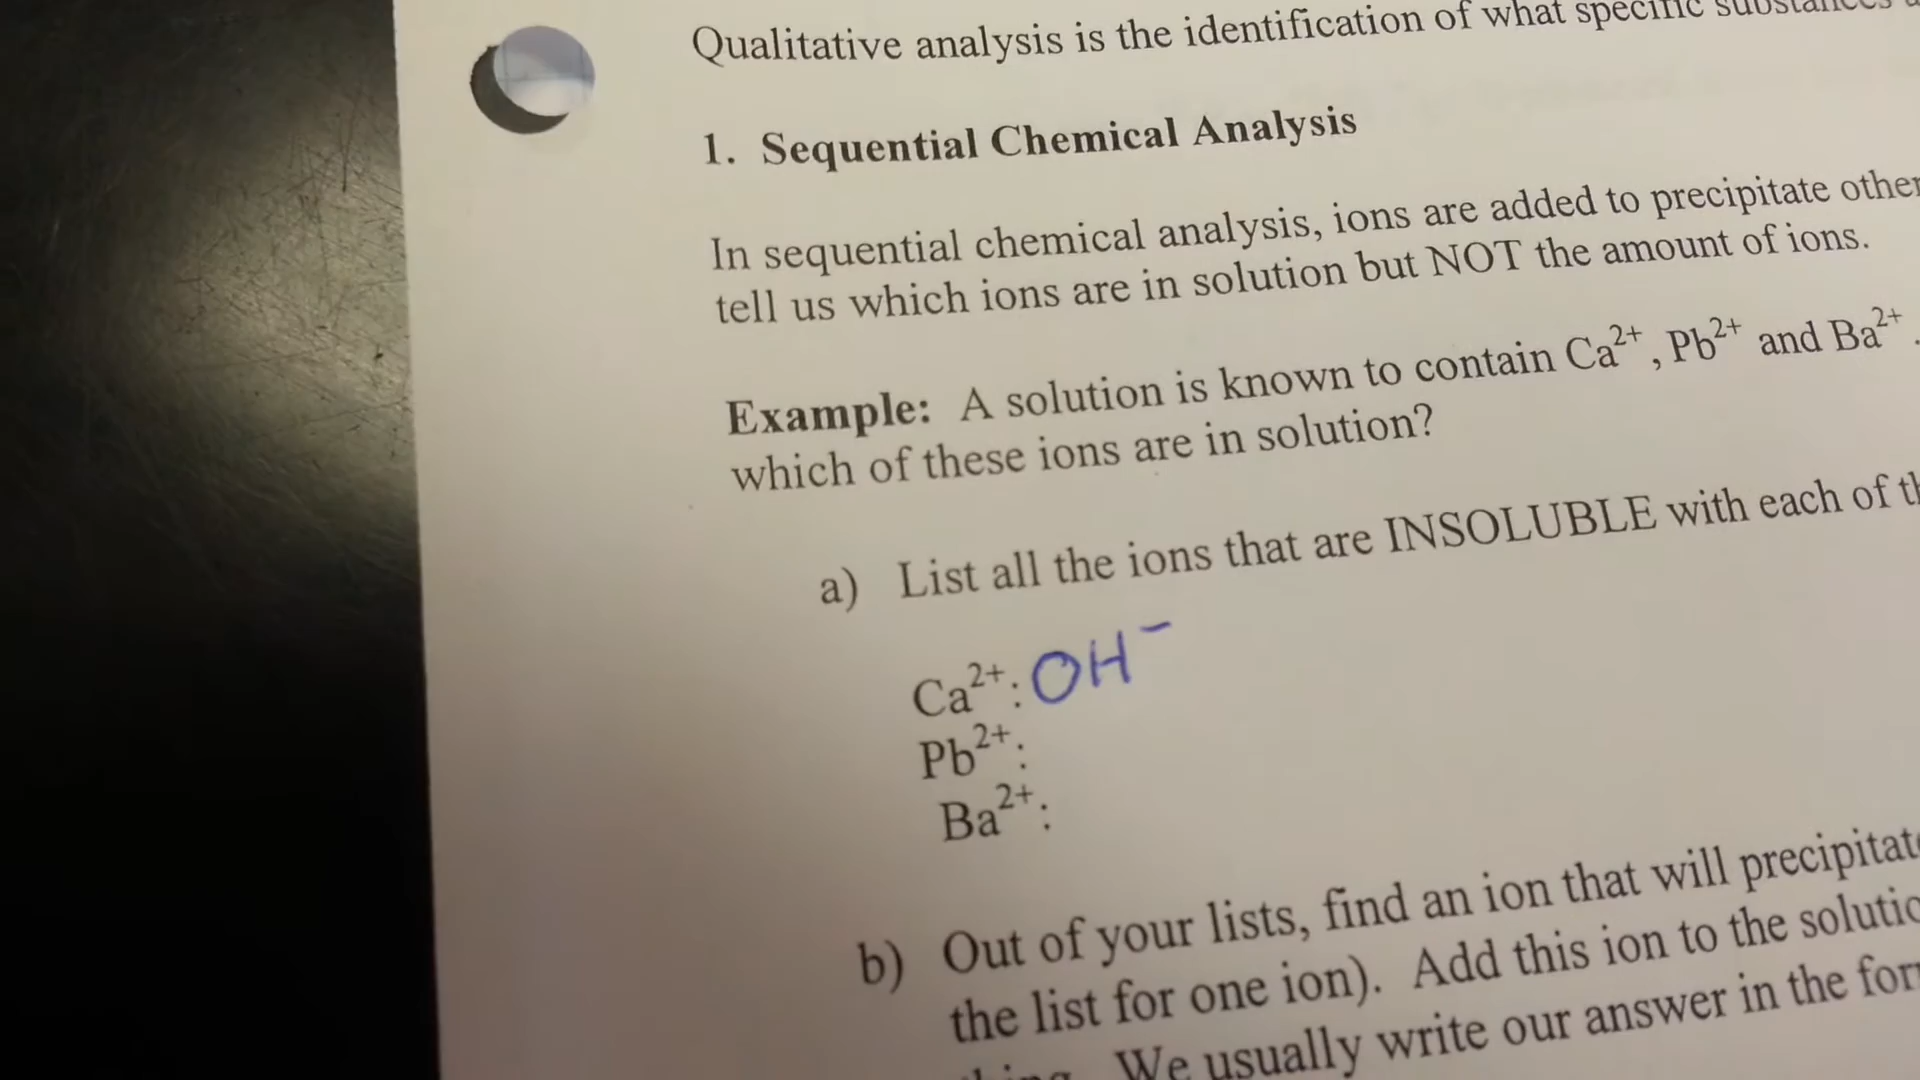 Qualitative analysis is the identification of what specific substances
1. Sequential Chemical Analysis
In sequential chemical analysis, ions are added to precipitate other
tell us which ions are in solution but NOT the amount of ions.
Example: A solution is known to contain Ca²⁺, Pb²⁺ and Ba²⁺.
which of these ions are in solution?
a) List all the ions that are INSOLUBLE with each of
Ca²⁺: OH⁻
Pb²⁺:
Ba²⁺:
b) Out of your lists, find an ion that will precipitate
the list for one ion). Add this ion to the
We usually write our answer in the